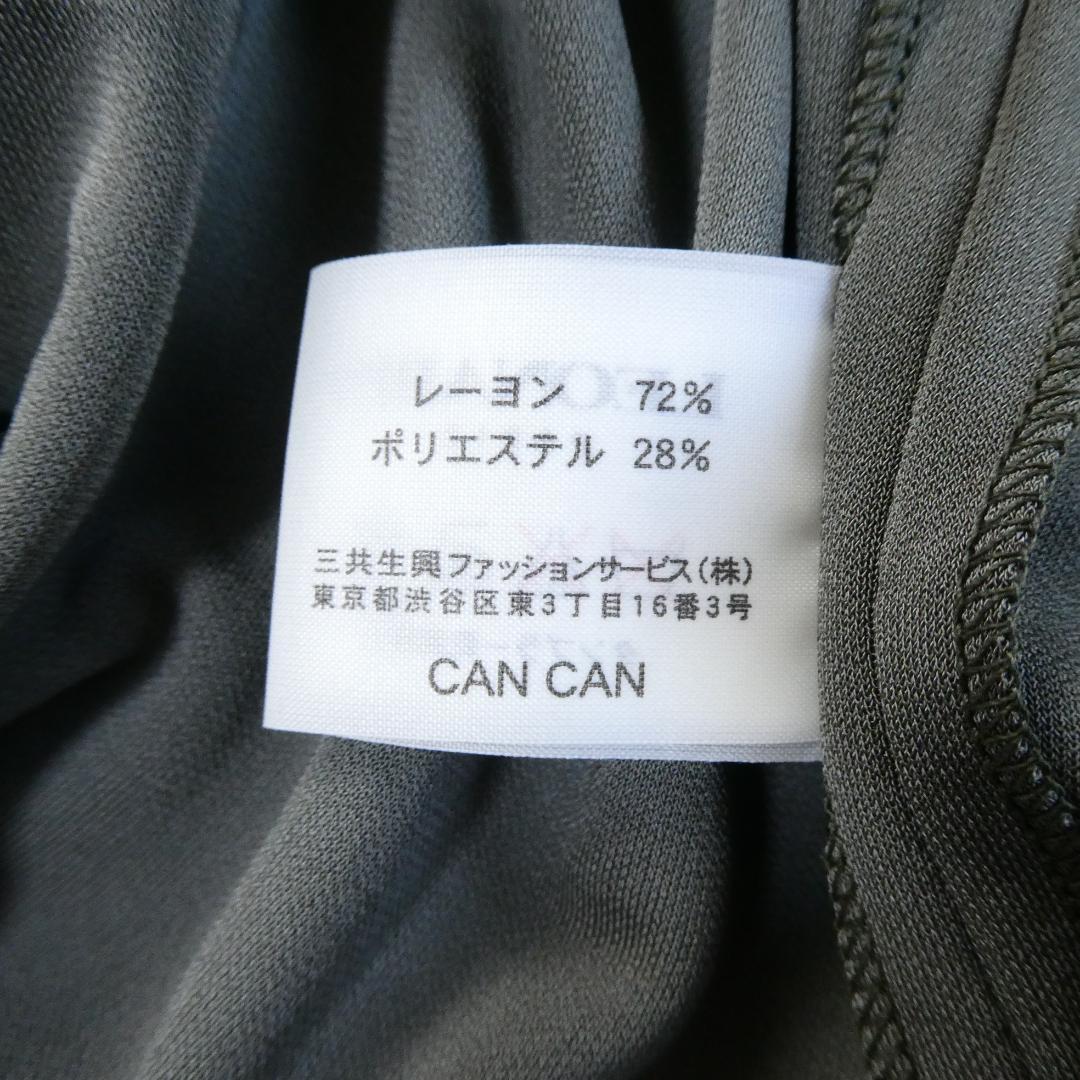 レーヨン 72%
ポリエステル 28%
三共生興ファッションサービス(株)
東京都渋谷区東3丁目16番3号
CAN CAN